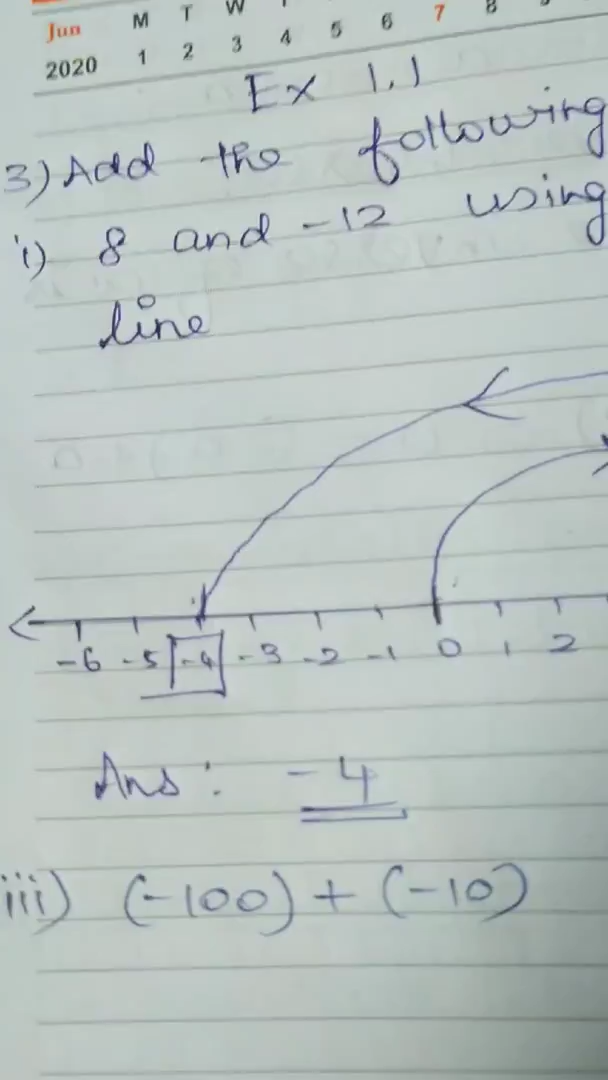 M T W
Jun 2020 1 2 3 4 5 6 7 8
Ex 1.1
3) Add the following
i) 8 and -12 using
line
-6 -5 -4 -3 -2 -1 0 1 2
Ans: -4
iii) (-100) + (-10)